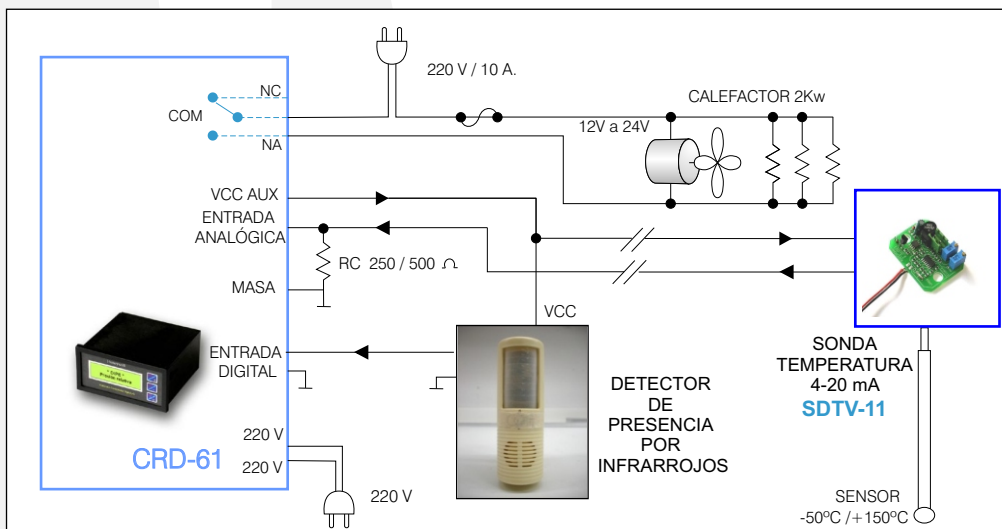 220 V / 10 A.
NC
COM
NA
CALEFACTOR 2Kw
12V a 24V
VCC AUX
ENTRADA
ANALÓGICA
RC 250 / 500 Ω
MASA
VCC
ENTRADA
DIGITAL
DETECTOR
DE
PRESENCIA
POR
INFRARROJOS
SONDA
TEMPERATURA
4-20 mA
SDTV-11
220 V
220 V
CRD-61
220 V
SENSOR
-50ºC /+150ºC